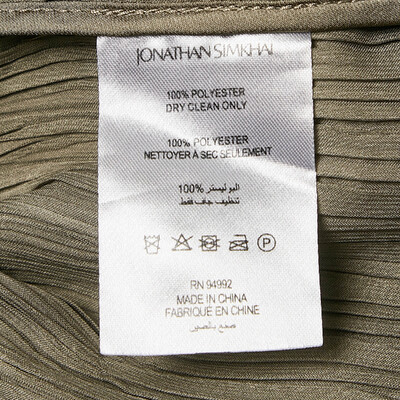 JONATHAN SIMKHAI
100% POLYESTER
DRY CLEAN ONLY
100% POLYESTER
NETTOYER À SEC SEULEMENT
البوليستر 100%
تنظيف جاف فقط
P
RN 94992
MADE IN CHINA
FABRIQUÉ EN CHINE
صنع بالصين